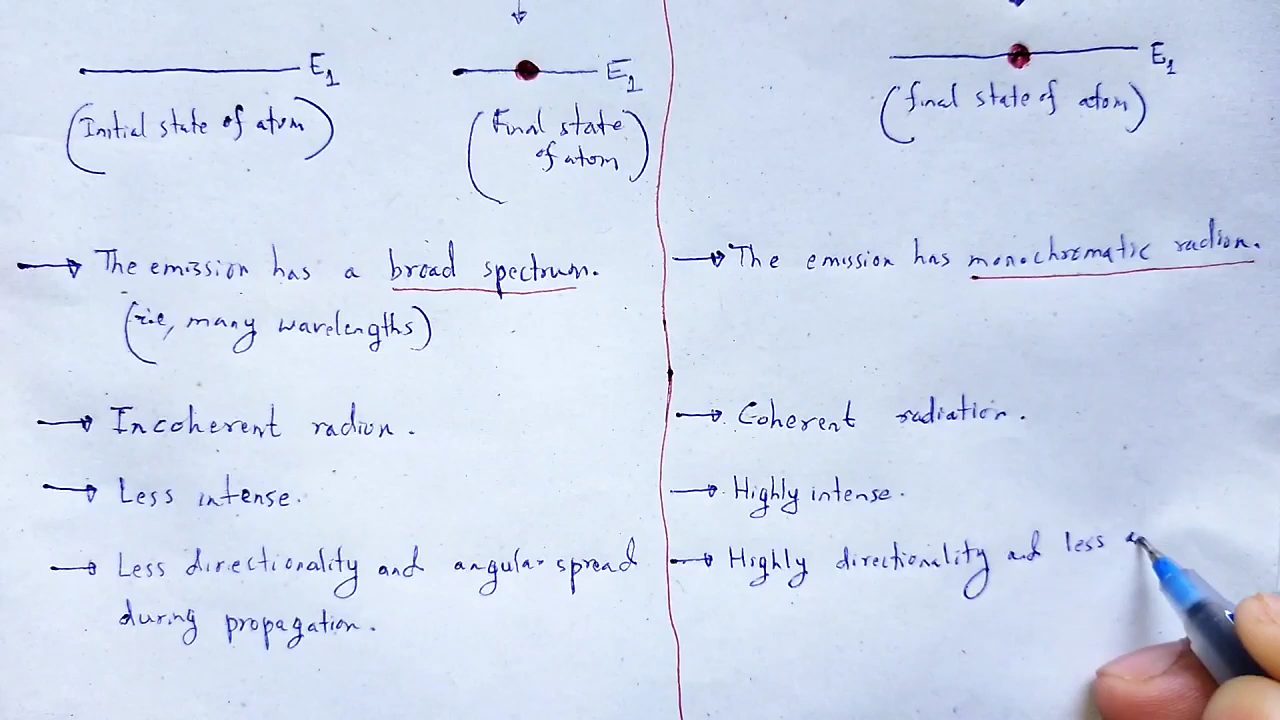 E1
(Initial state of atom)
E1
(Final state
of atom)
→ The emission has a broad spectrum.
(i.e, many wavelengths)
→ Incoherent radion.
→ Less intense.
→ Less directionality and angular spread
during propagation.
E1
(final state of atom)
→ The emission has monochromatic radion.
→ Coherent radiation.
→ Highly intense.
→ Highly directionality and less a